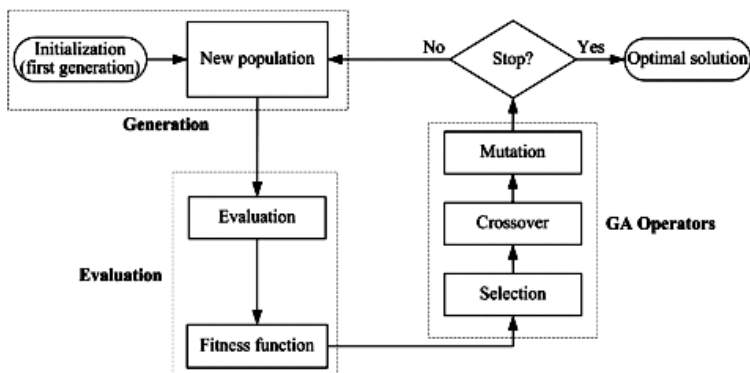 Initialization
(first generation)
New population
No
Stop?
Yes
Optimal solution
Generation
Mutation
Evaluation
Crossover
GA Operators
Evaluation
Selection
Fitness function